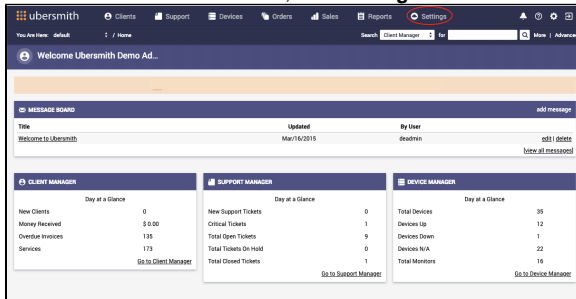 ubersmith Clients Support Devices Orders Sales Reports Settings
You Are Here: default / Home Search Client Manager for More | Advance
Welcome Ubersmith Demo Ad...
MESSAGE BOARD add message
Title Updated By User
Welcome to Ubersmith Mar/16/2015 deadmin edit | delete
[view all messages]
CLIENT MANAGER
Day at a Glance
New Clients 0
Money Received $ 0.00
Overdue Invoices 135
Services 173
Go to Client Manager
SUPPORT MANAGER
Day at a Glance
New Support Tickets 0
Critical Tickets 1
Total Open Tickets 9
Total Tickets On Hold 0
Total Closed Tickets 1
Go to Support Manager
DEVICE MANAGER
Day at a Glance
Total Devices 35
Devices Up 12
Devices Down 1
Devices N/A 22
Total Monitors 16
Go to Device Manager